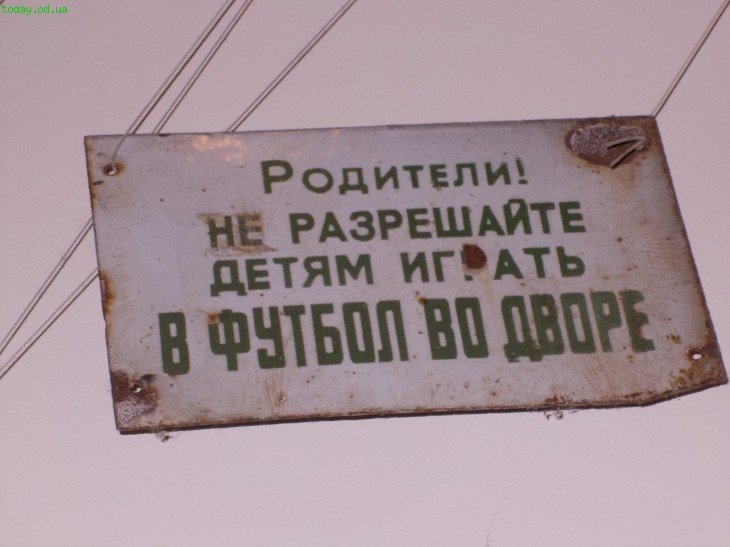 today.od.ua
Родители!
НЕ РАЗРЕШАЙТЕ
ДЕТЯМ ИГРАТЬ
В ФУТБОЛ ВО ДВОРЕ